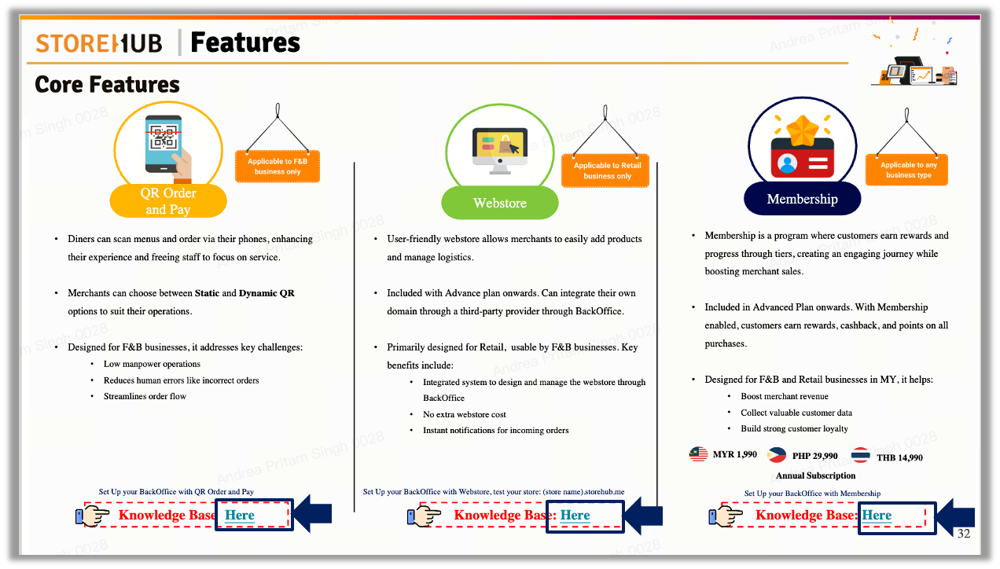 STOREHUB | Features
Core Features
Applicable to F&B
business only
QR Order
and Pay
• Diners can scan menus and order via their phones, enhancing
their experience and freeing staff to focus on service.
• Merchants can choose between Static and Dynamic QR
options to suit their operations.
• Designed for F&B businesses, it addresses key challenges:
• Low manpower operations
• Reduces human errors like incorrect orders
• Streamlines order flow
Set Up your BackOffice with QR Order and Pay
Knowledge Base Here
Applicable to Retail
business only
Webstore
• User-friendly webstore allows merchants to easily add products
and manage logistics.
• Included with Advance plan onwards. Can integrate their own
domain through a third-party provider through BackOffice.
• Primarily designed for Retail, usable by F&B businesses. Key
benefits include:
• Integrated system to design and manage the webstore through
BackOffice
• No extra webstore cost
• Instant notifications for incoming orders
Set Up your BackOffice with Webstore, test your store: (store name).storehub.me
Knowledge Base: Here
Applicable to any
business type
Membership
• Membership is a program where customers earn rewards and
progress through tiers, creating an engaging journey while
boosting merchant sales.
• Included in Advanced Plan onwards. With Membership
enabled, customers earn rewards, cashback, and points on all
purchases.
• Designed for F&B and Retail businesses in MY, it helps:
• Boost merchant revenue
• Collect valuable customer data
• Build strong customer loyalty
MYR 1,990 PHP 29,990 THB 14,990
Annual Subscription
Set Up your BackOffice with Membership
Knowledge Base: Here
32
Andrea Pritam Singh 0028